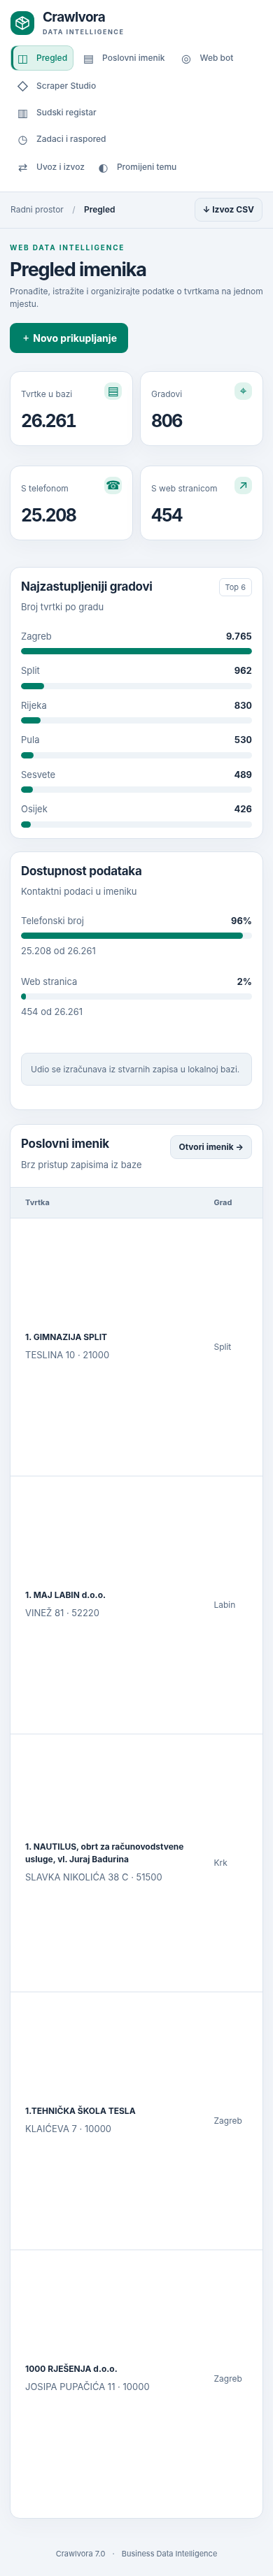 Crawlvora
DATA INTELLIGENCE
Pregled
Poslovni imenik
Web bot
Scraper Studio
Sudski registar
Zadaci i raspored
Uvoz i izvoz
Promijeni temu
Radni prostor / Pregled
↓ Izvoz CSV
WEB DATA INTELLIGENCE
Pregled imenika
Pronađite, istražite i organizirajte podatke o tvrtkama na jednom
mjestu.
+ Novo prikupljanje
Tvrtke u bazi
26.261
Gradovi
806
S telefonom
25.208
S web stranicom
454
Najzastupljeniji gradovi
Top 6
Broj tvrtki po gradu
Zagreb 9.765
Split 962
Rijeka 830
Pula 530
Sesvete 489
Osijek 426
Dostupnost podataka
Kontaktni podaci u imeniku
Telefonski broj 96%
25.208 od 26.261
Web stranica 2%
454 od 26.261
Udio se izračunava iz stvarnih zapisa u lokalnoj bazi.
Poslovni imenik
Otvori imenik →
Brz pristup zapisima iz baze
Tvrtka Grad
1. GIMNAZIJA SPLIT
TESLINA 10 · 21000
Split
1. MAJ LABIN d.o.o.
VINEŽ 81 · 52220
Labin
1. NAUTILUS, obrt za računovodstvene
usluge, vl. Juraj Badurina
SLAVKA NIKOLIĆA 38 C · 51500
Krk
1.TEHNIČKA ŠKOLA TESLA
KLAIĆEVA 7 · 10000
Zagreb
1000 RJEŠENJA d.o.o.
JOSIPA PUPAČIĆA 11 · 10000
Zagreb
Crawlvora 7.0 · Business Data Intelligence